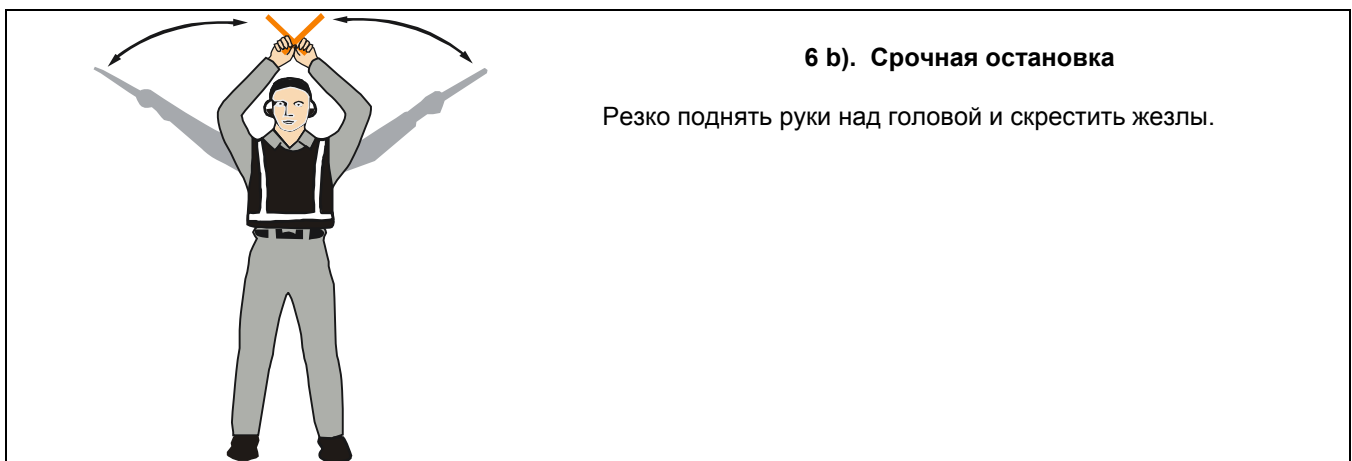 6 b). Срочная остановка
Резко поднять руки над головой и скрестить жезлы.